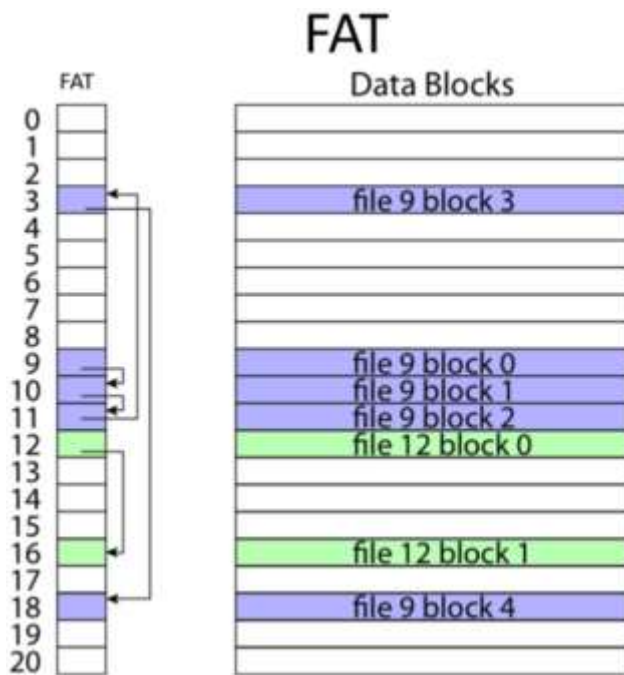 FAT
FAT Data Blocks
0
1
2
3 file 9 block 3
4
5
6
7
8
9 file 9 block 0
10 file 9 block 1
11 file 9 block 2
12 file 12 block 0
13
14
15
16 file 12 block 1
17
18 file 9 block 4
19
20